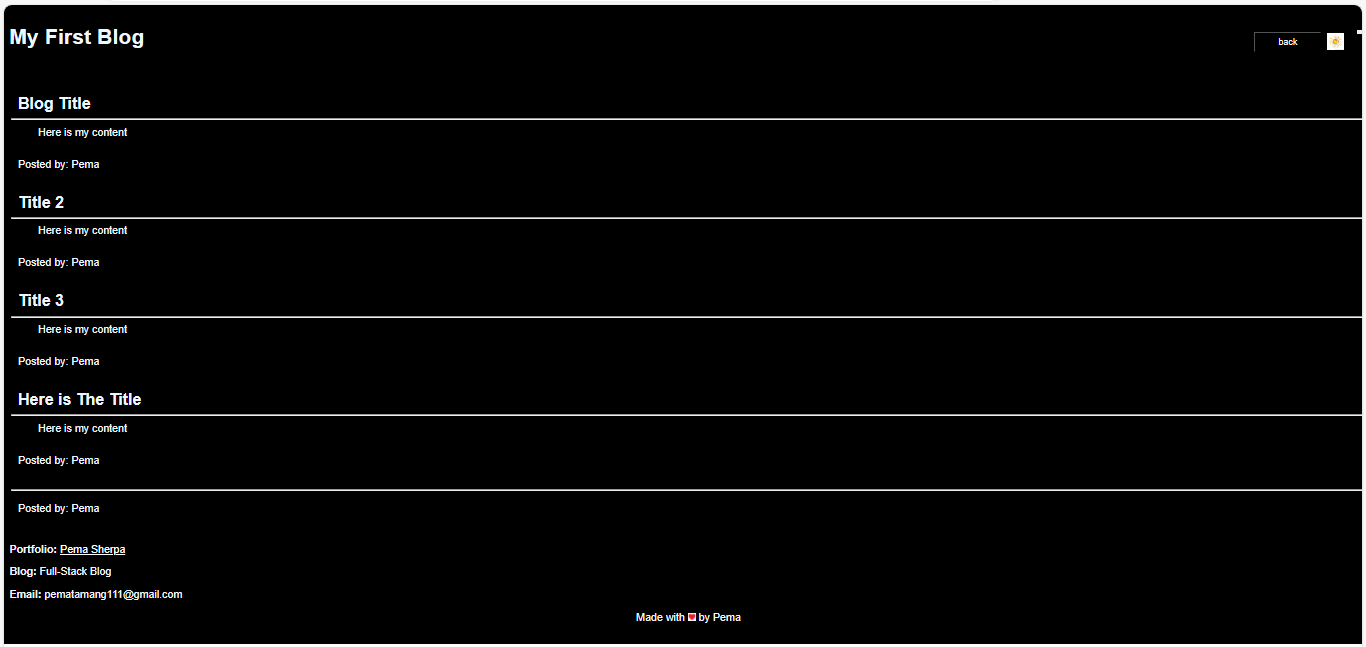 My First Blog
back
Blog Title
Here is my content
Posted by: Pema
Title 2
Here is my content
Posted by: Pema
Title 3
Here is my content
Posted by: Pema
Here is The Title
Here is my content
Posted by: Pema
Posted by: Pema
Portfolio: Pema Sherpa
Blog: Full-Stack Blog
Email: pematamang111@gmail.com
Made with ❤ by Pema